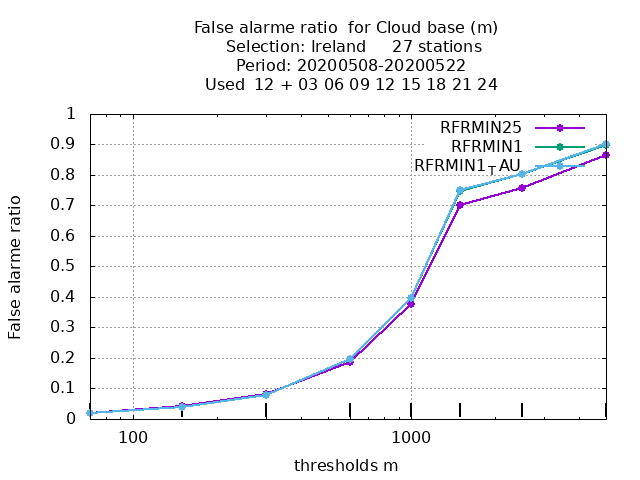 False alarme ratio  for Cloud base (m)
Selection: Ireland     27 stations
Period: 20200508-20200522
Used  12 + 03 06 09 12 15 18 21 24
RFRMIN25
RFRMIN1
RFRMIN1TAU
1
0.9
0.8
0.7
0.6
0.5
0.4
0.3
0.2
0.1
0
False alarme ratio
100
1000
thresholds m